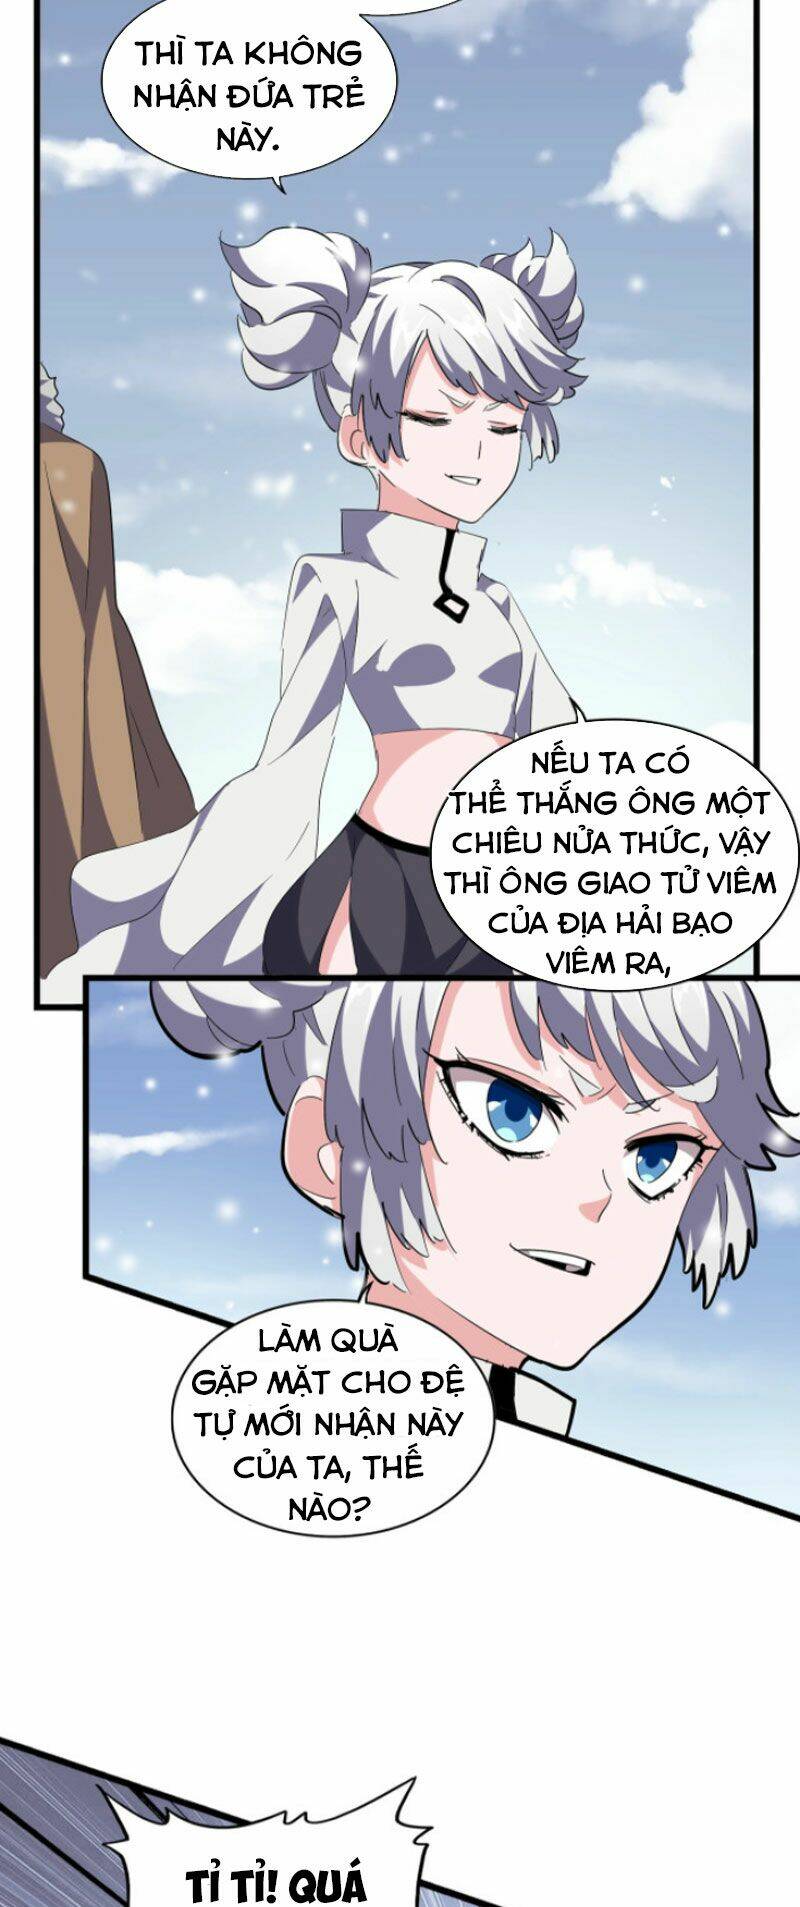 THÌ TA KHÔNG
NHẬN ĐỨA TRẺ
NÀY.
NẾU TA CÓ
THỂ THẮNG ÔNG MỘT
CHIÊU NỬA THỨC, VẬY
THÌ ÔNG GIAO TỬ VIÊM
CỦA ĐỊA HẢI BẠO
VIÊM RA,
LÀM QUÀ
GẶP MẶT CHO ĐỆ
TỰ MỚI NHẬN NÀY
CỦA TA, THẾ
NÀO?
TỈ TỈ! QUÁ